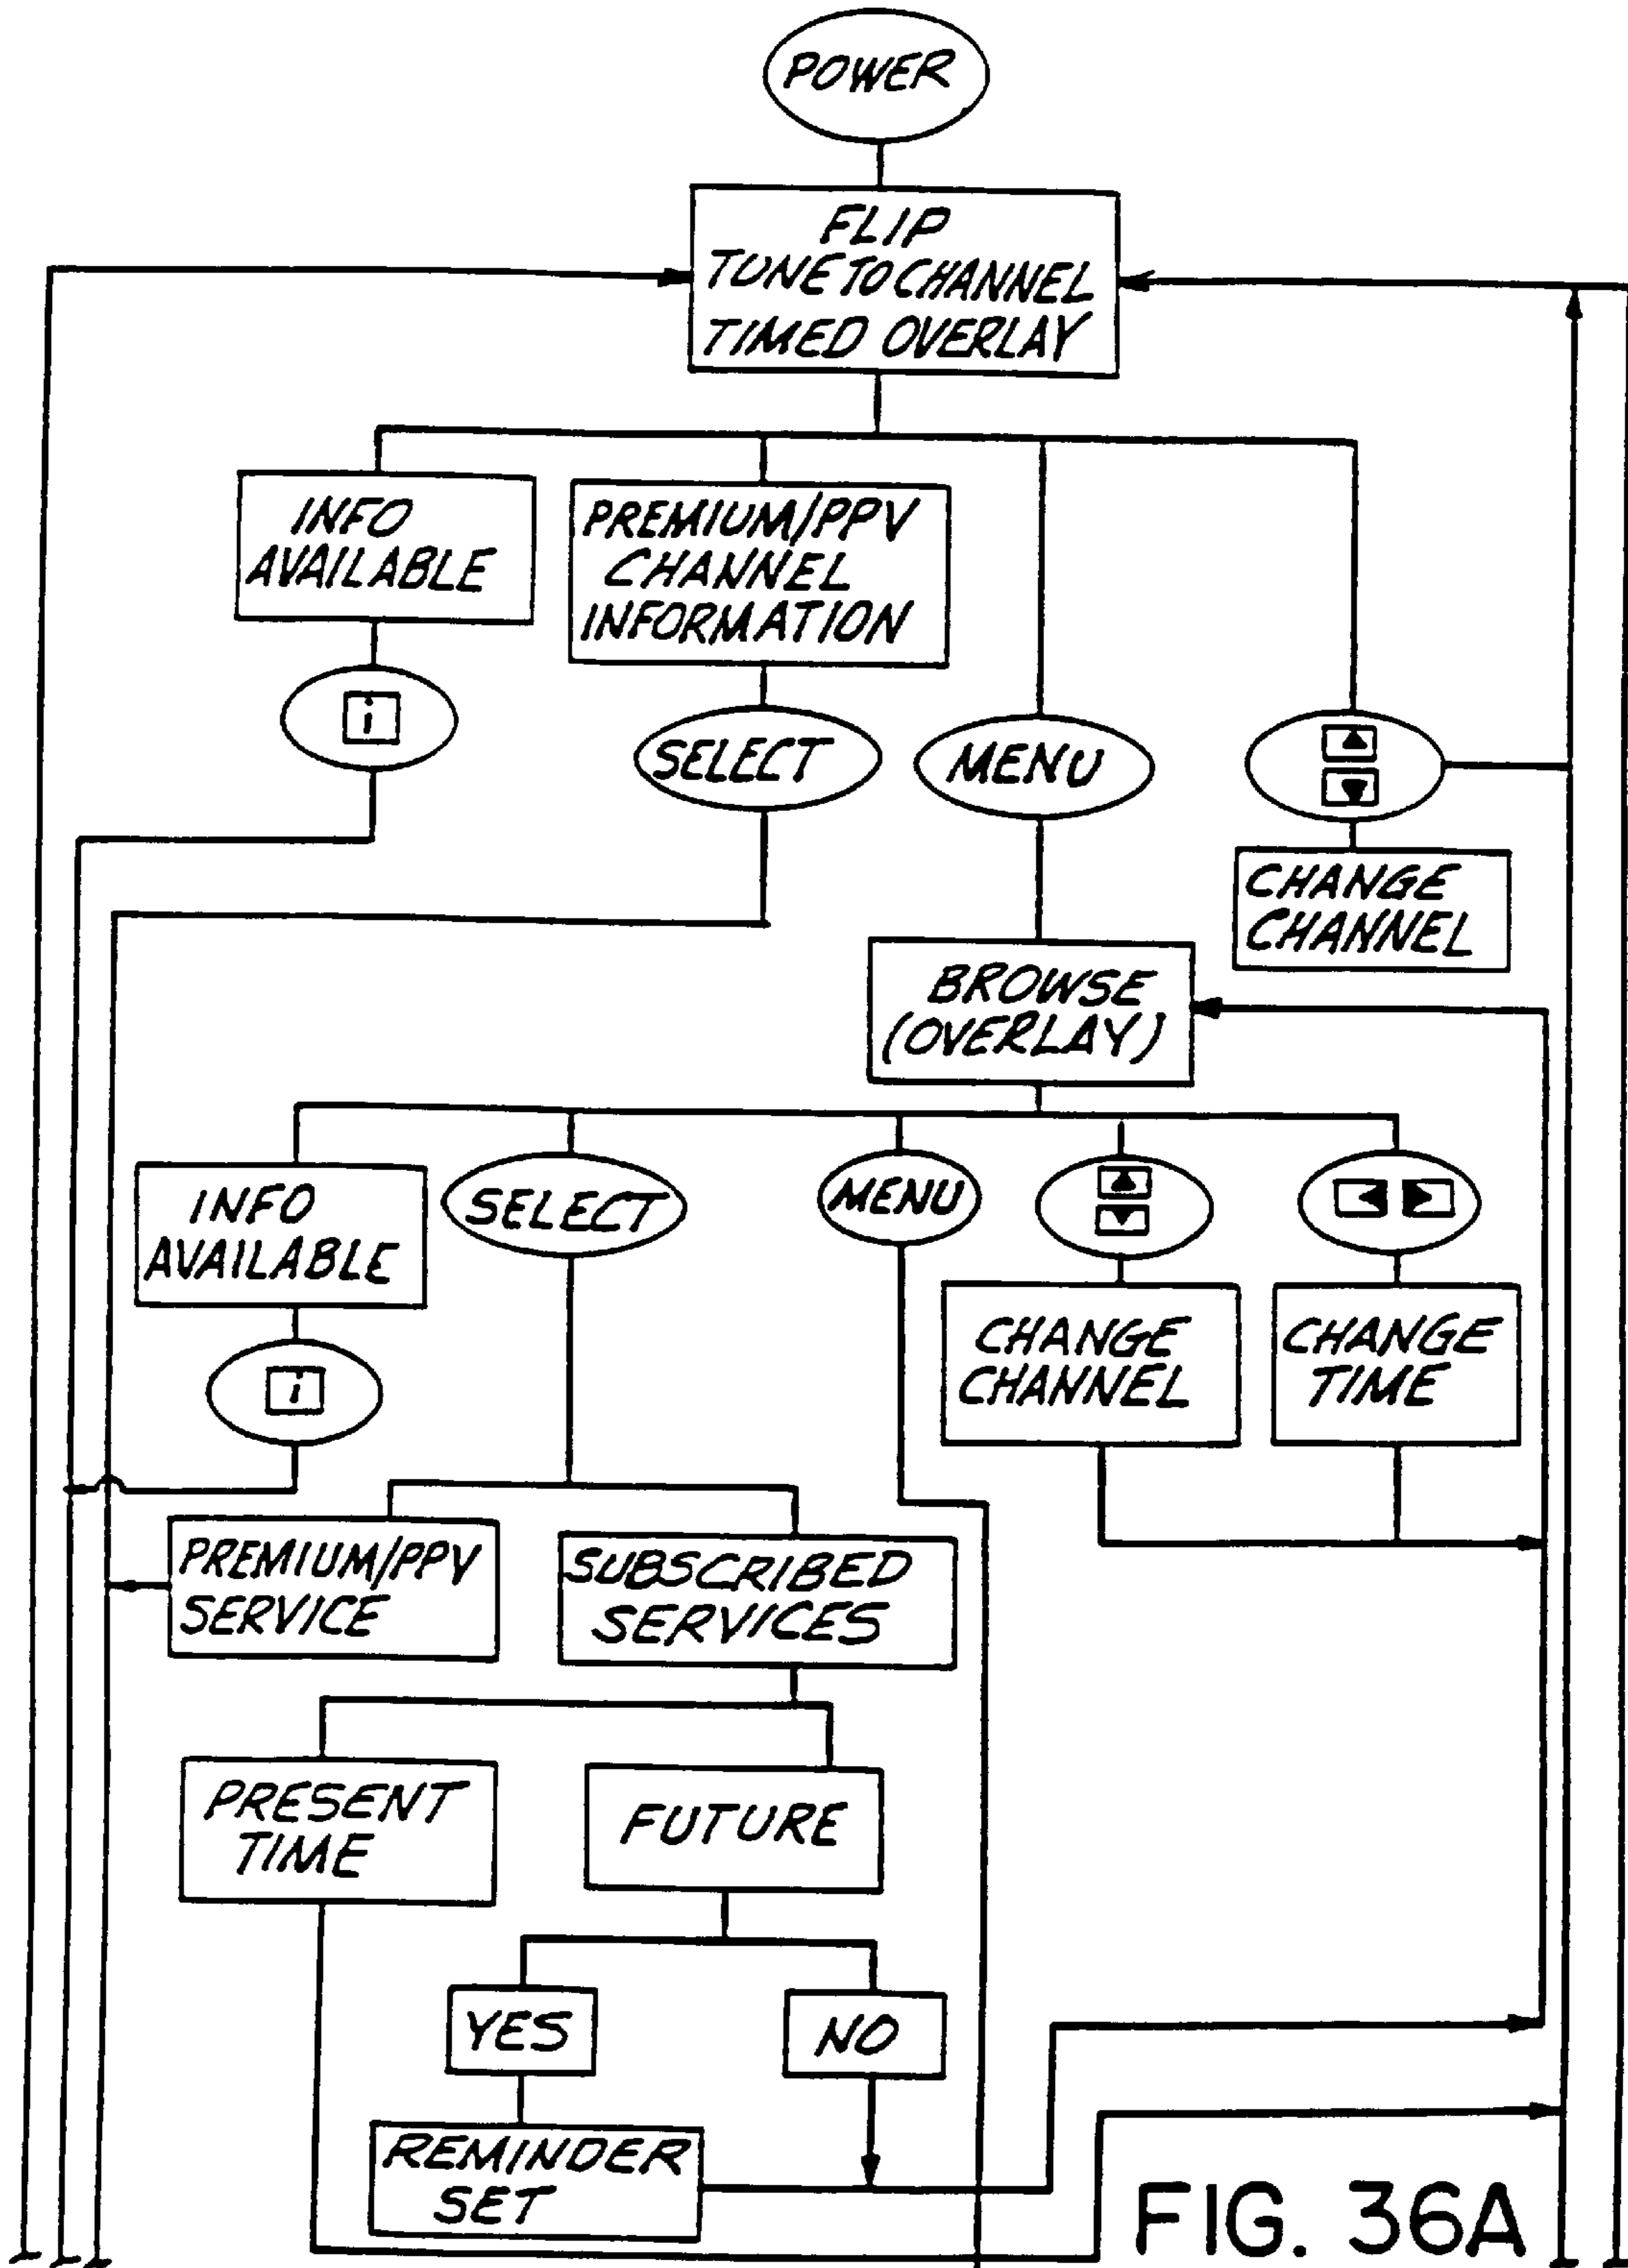 POWER
FLIP
TUNE TO CHANNEL
TIMED OVERLAY
INFO
AVAILABLE
PREMIUM/PPV
CHANNEL
INFORMATION
i
SELECT
MENU
CHANGE
CHANNEL
BROWSE
(OVERLAY)
INFO
AVAILABLE
SELECT
MENU
i
CHANGE
CHANNEL
CHANGE
TIME
PREMIUM/PPV
SERVICE
SUBSCRIBED
SERVICES
PRESENT
TIME
FUTURE
YES
NO
REMINDER
SET
FIG. 36A